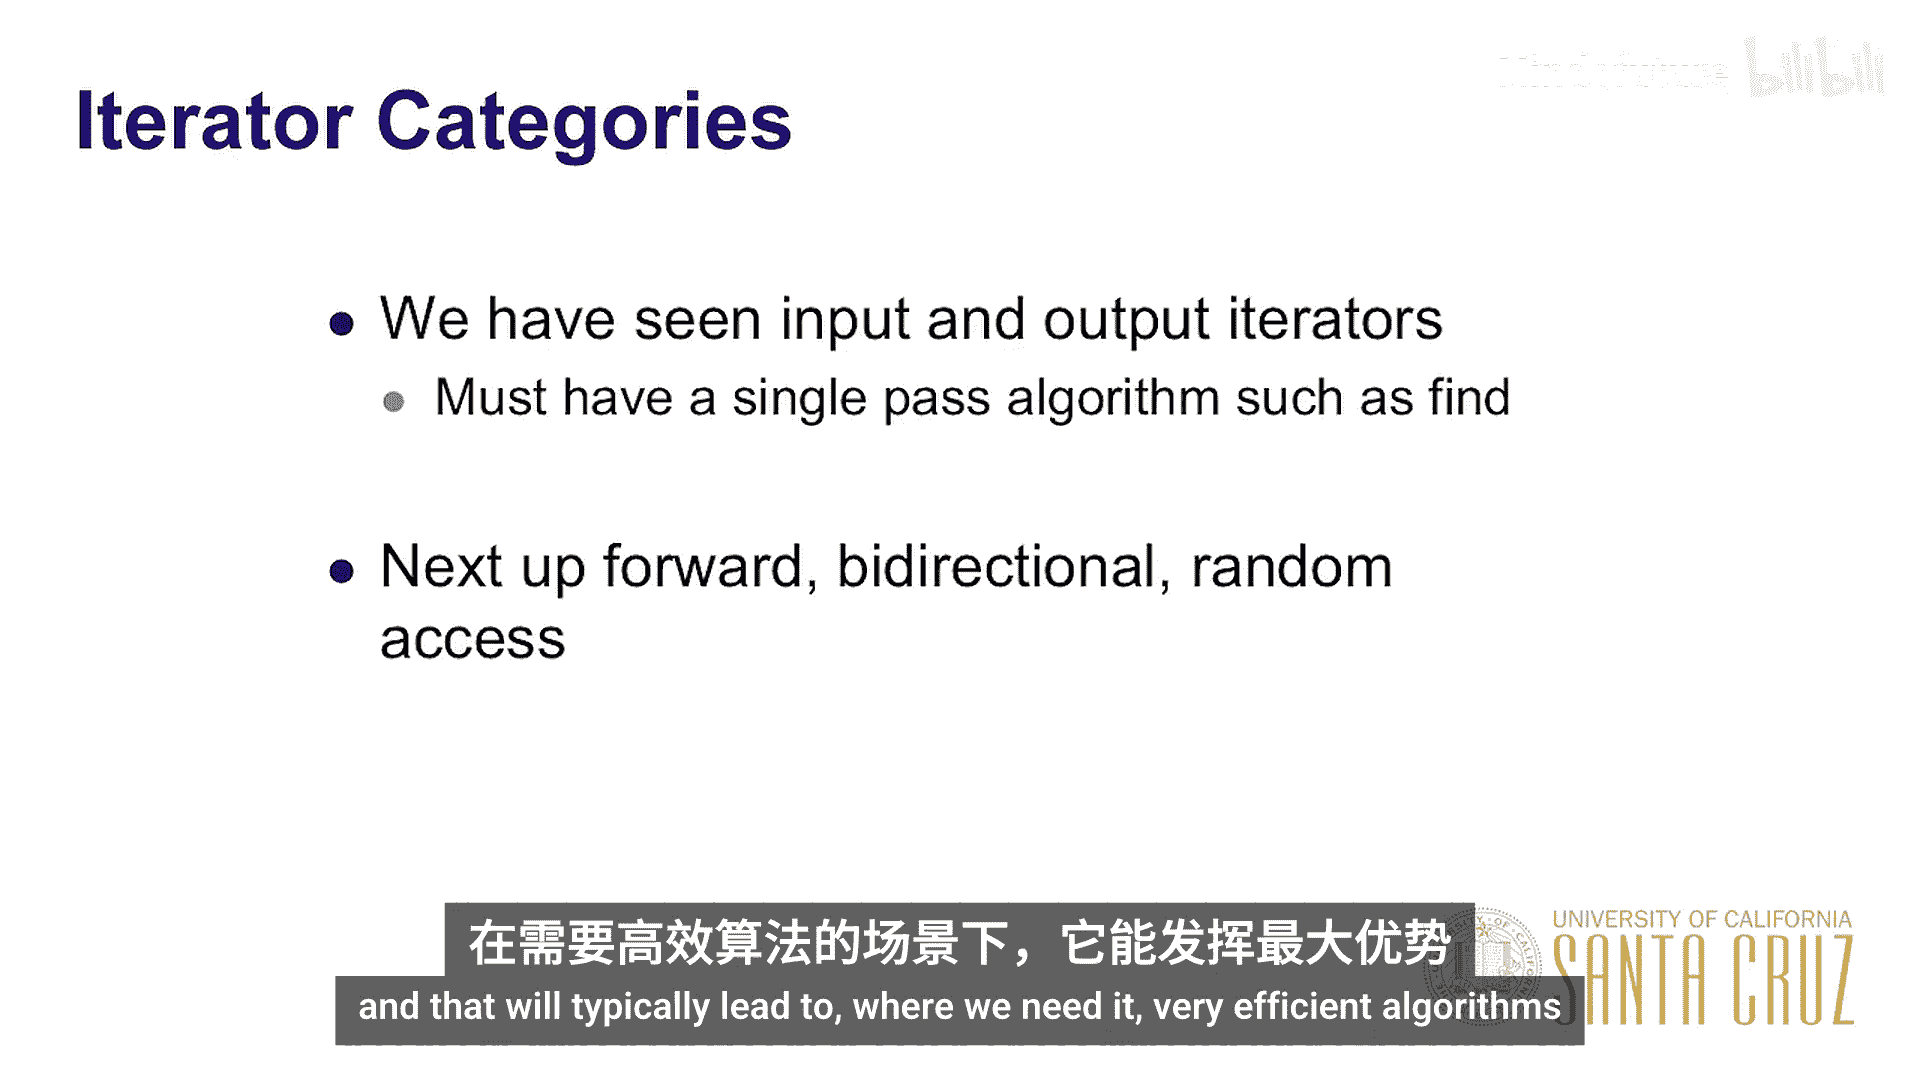 bilibili
Iterator Categories
We have seen input and output iterators
Must have a single pass algorithm such as find
Next up forward, bidirectional, random
access
在需要高效算法的场景下，它能发挥最大优势
and that will typically lead to, where we need it, very efficient algorithms
UNIVERSITY OF CALIFORNIA
SANTA CRUZ